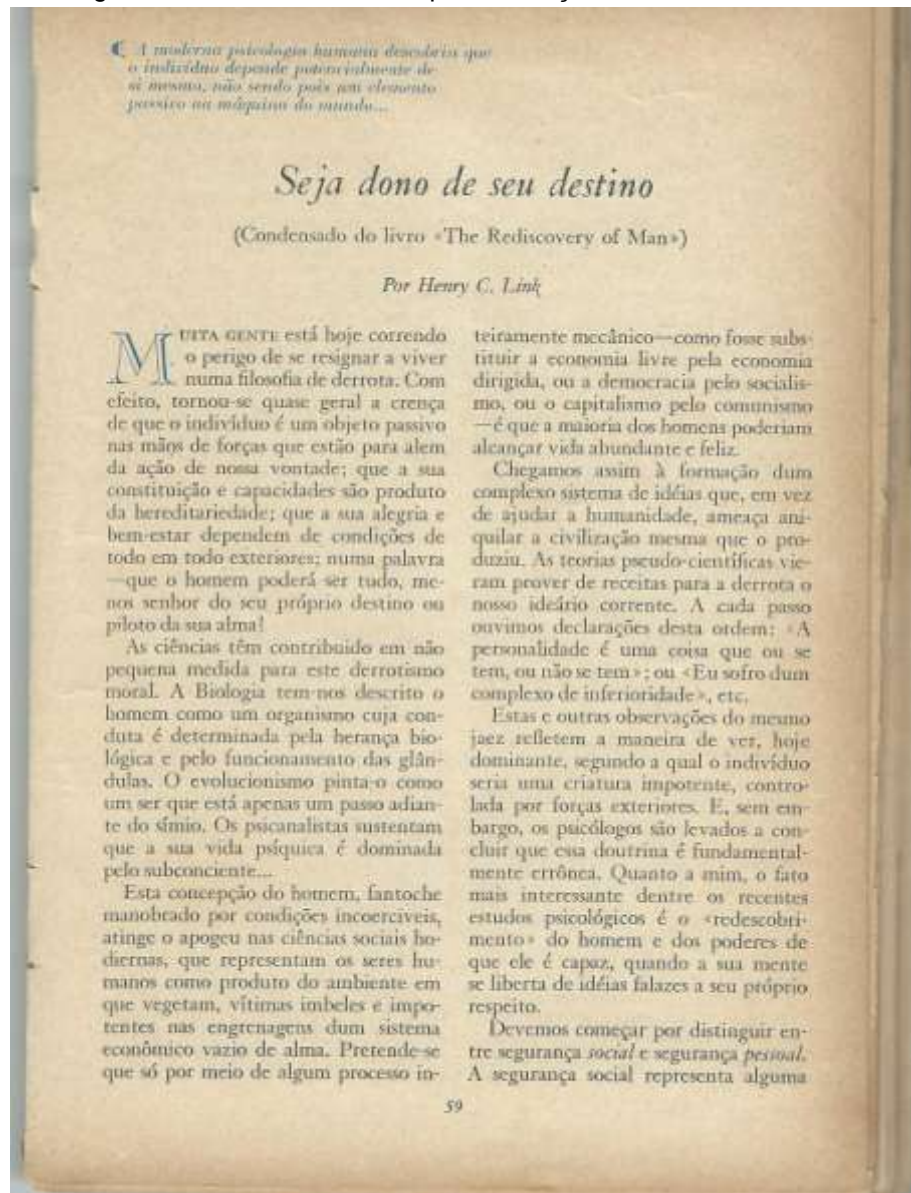 A moderna psicologia humana descobriu que
o indivíduo depende potencialmente de
si mesmo, não sendo pois um elemento
passivo na máquina do mundo...
Seja dono de seu destino
(Condensado do livro «The Rediscovery of Man»)
Por Henry C. Link
MUITA GENTE está hoje correndo
o perigo de se resignar a viver
numa filosofia de derrota. Com
efeito, tornou-se quase geral a crença
de que o indivíduo é um objeto passivo
nas mãos de forças que estão para alem
da ação de nossa vontade; que a sua
constituição e capacidades são produto
da hereditariedade; que a sua alegria e
bem-estar dependem de condições de
todo em todo exteriores; numa palavra
—que o homem poderá ser tudo, me-
nos senhor do seu próprio destino ou
piloto da sua alma!
As ciências têm contribuido em não
pequena medida para este derrotismo
moral. A Biologia tem-nos descrito o
homem como um organismo cuja con-
duta é determinada pela herança bio-
lógica e pelo funcionamento das glân-
dulas. O evolucionismo pinta-o como
um ser que está apenas um passo adian-
te do símio. Os psicanalistas sustentam
que a sua vida psíquica é dominada
pelo subconciente...
Esta concepção do homem, fantoche
manobrado por condições incoerciveis,
atinge o apogeu nas ciências sociais ho-
diernas, que representam os seres hu-
manos como produto do ambiente em
que vegetam, vítimas imbeles e impo-
tentes nas engrenagens dum sistema
econômico vazio de alma. Pretende-se
que só por meio de algum processo in-
teiramente mecânico—como fosse subs-
tituir a economia livre pela economia
dirigida, ou a democracia pelo socialis-
mo, ou o capitalismo pelo comunismo
—é que a maioria dos homens poderiam
alcançar vida abundante e feliz.
Chegamos assim à formação dum
complexo sistema de idéias que, em vez
de ajudar a humanidade, ameaça ani-
quilar a civilização mesma que o pro-
duziu. As teorias pseudo-científicas vie-
ram prover de receitas para a derrota o
nosso ideário corrente. A cada passo
ouvimos declarações desta ordem: «A
personalidade é uma coisa que ou se
tem, ou não se tem»; ou «Eu sofro dum
complexo de inferioridade», etc.
Estas e outras observações do mesmo
jaez refletem a maneira de ver, hoje
dominante, segundo a qual o indivíduo
seria uma criatura impotente, contro-
lada por forças exteriores. E, sem em-
bargo, os psicólogos são levados a con-
cluir que essa doutrina é fundamental-
mente errônea. Quanto a mim, o fato
mais interessante dentre os recentes
estudos psicológicos é o «redescobri-
mento» do homem e dos poderes de
que ele é capaz, quando a sua mente
se liberta de idéias falazes a seu próprio
respeito.
Devemos começar por distinguir en-
tre segurança social e segurança pessoal.
A segurança social representa alguma
59